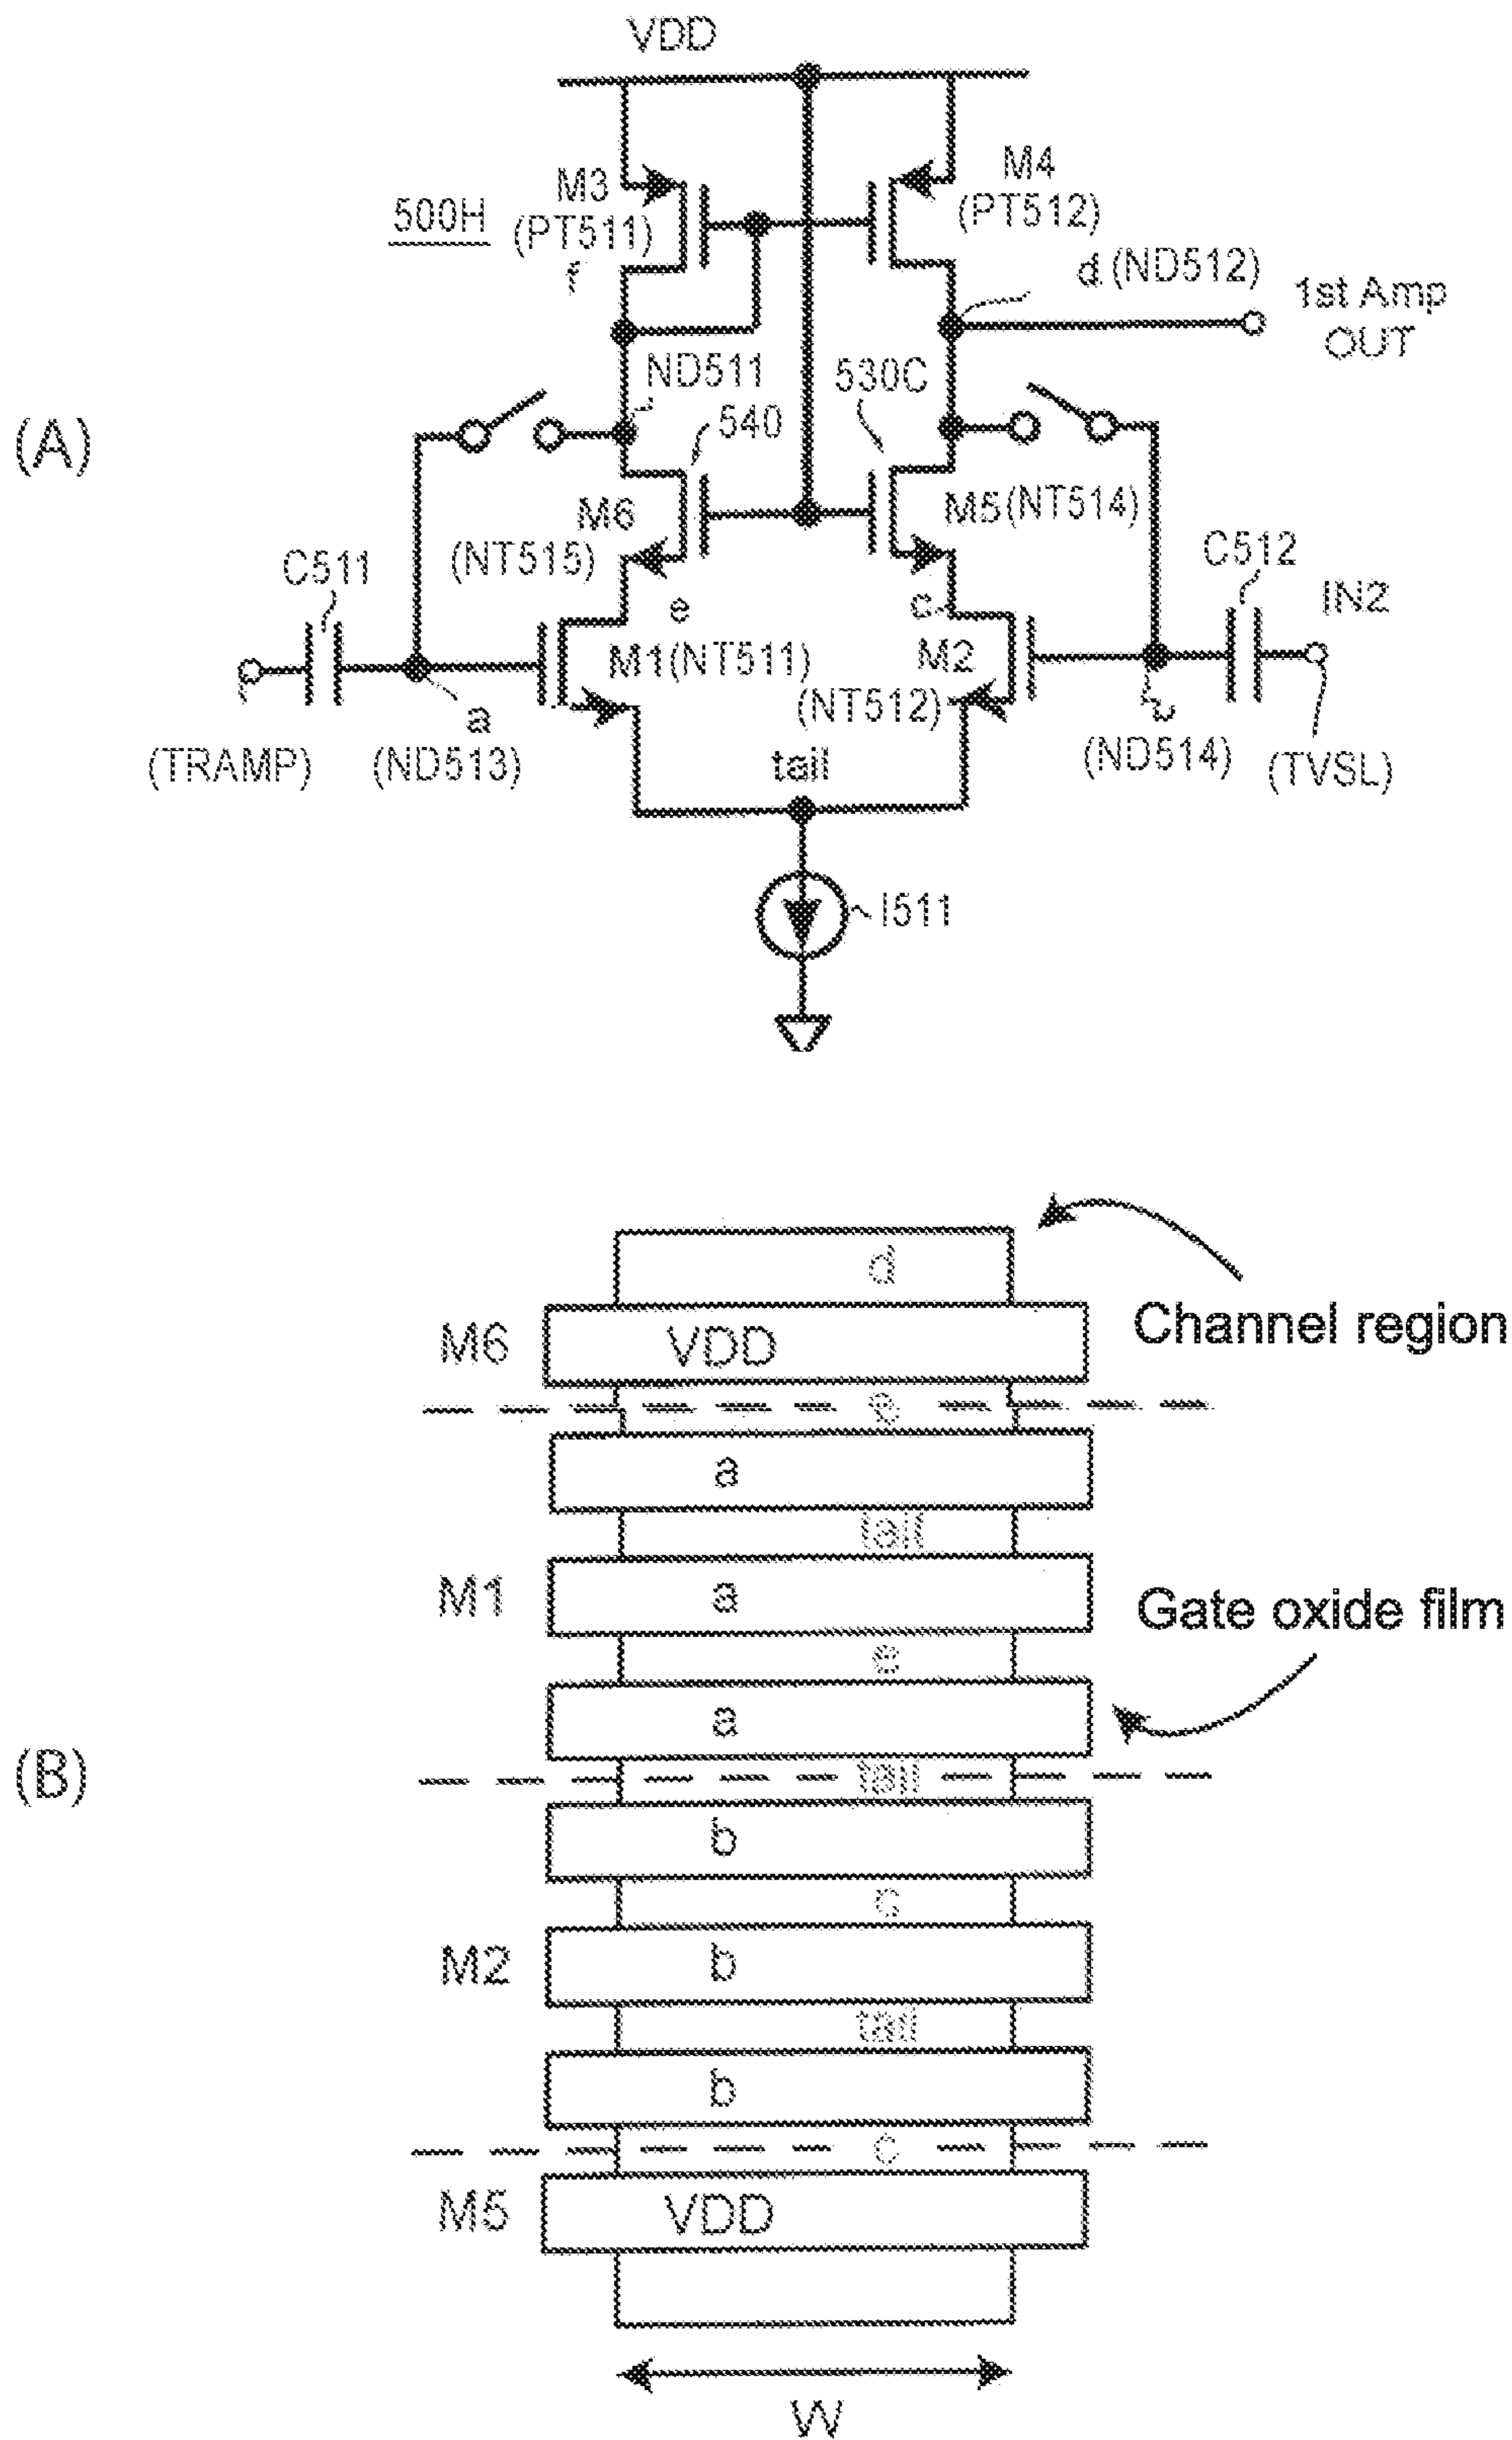 VDD
M3
(PT511)
f
500H
M4
(PT512)
d (ND512)
1st Amp
OUT
ND511
540
530C
(A)
M6
(NT515)
M5(NT514)
C511
C512
IN2
e
c
M1(NT511)
M2
(NT512)
a
(TRAMP)
(ND513)
tail
(ND514)
(TVSL)
I511
d
Channel region
M6
VDD
e
a
tail
M1
a
Gate oxide film
e
a
(B)
tail
b
c
M2
b
tail
b
c
M5
VDD
W